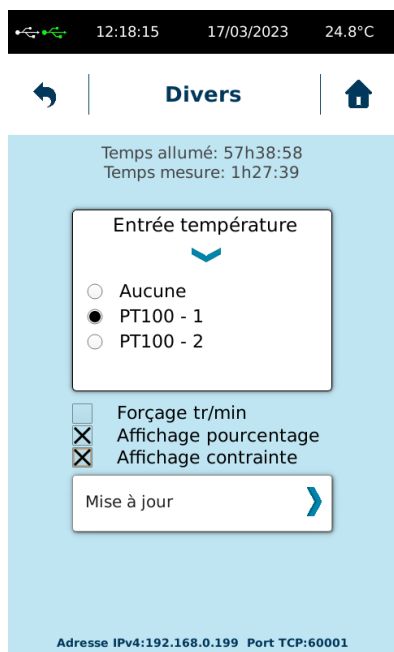 12:18:15 17/03/2023 24.8°C
Divers
Temps allumé: 57h38:58
Temps mesure: 1h27:39
Entrée température
Aucune
PT100 - 1
PT100 - 2
Forçage tr/min
Affichage pourcentage
Affichage contrainte
Mise à jour
Adresse IPv4:192.168.0.199 Port TCP:60001